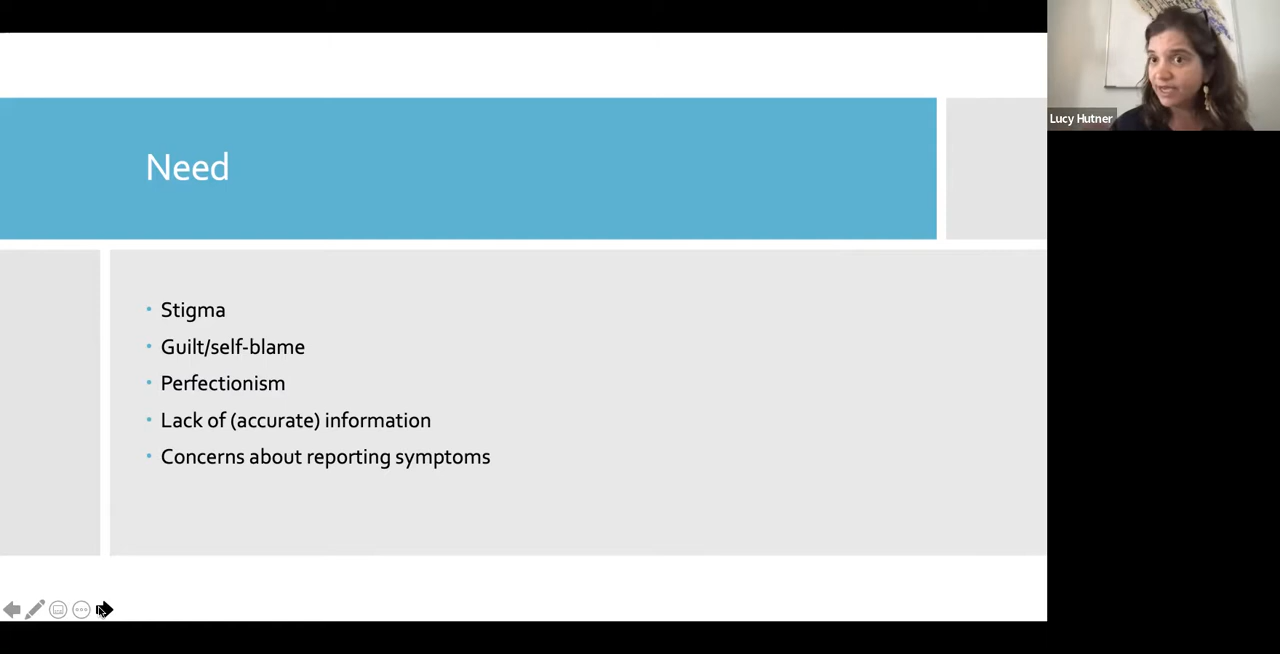 Need
Stigma
Guilt/self-blame
Perfectionism
Lack of (accurate) information
Concerns about reporting symptoms
Lucy Hutner